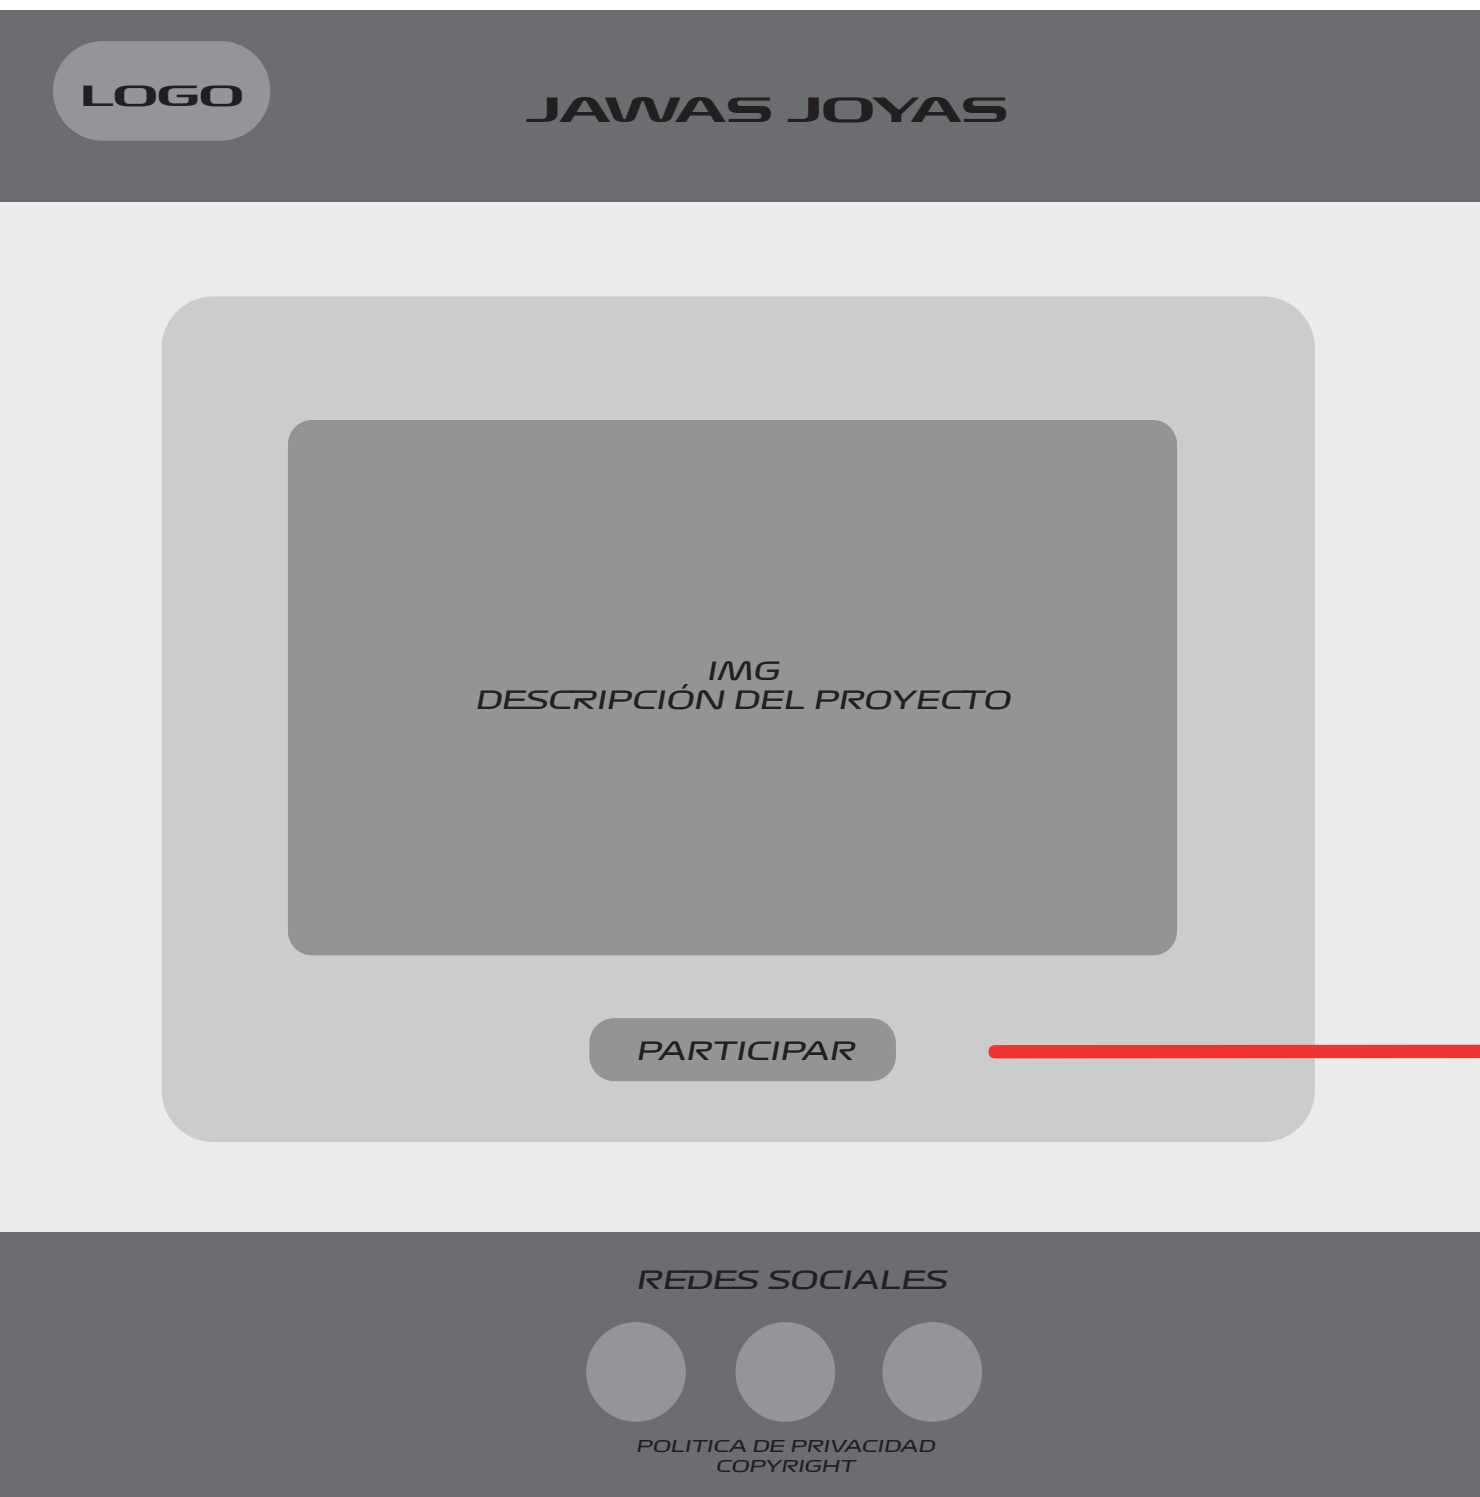 LOGO
JAWAS JOYAS
IMG
DESCRIPCIÓN DEL PROYECTO
PARTICIPAR
REDES SOCIALES
POLITICA DE PRIVACIDAD
COPYRIGHT